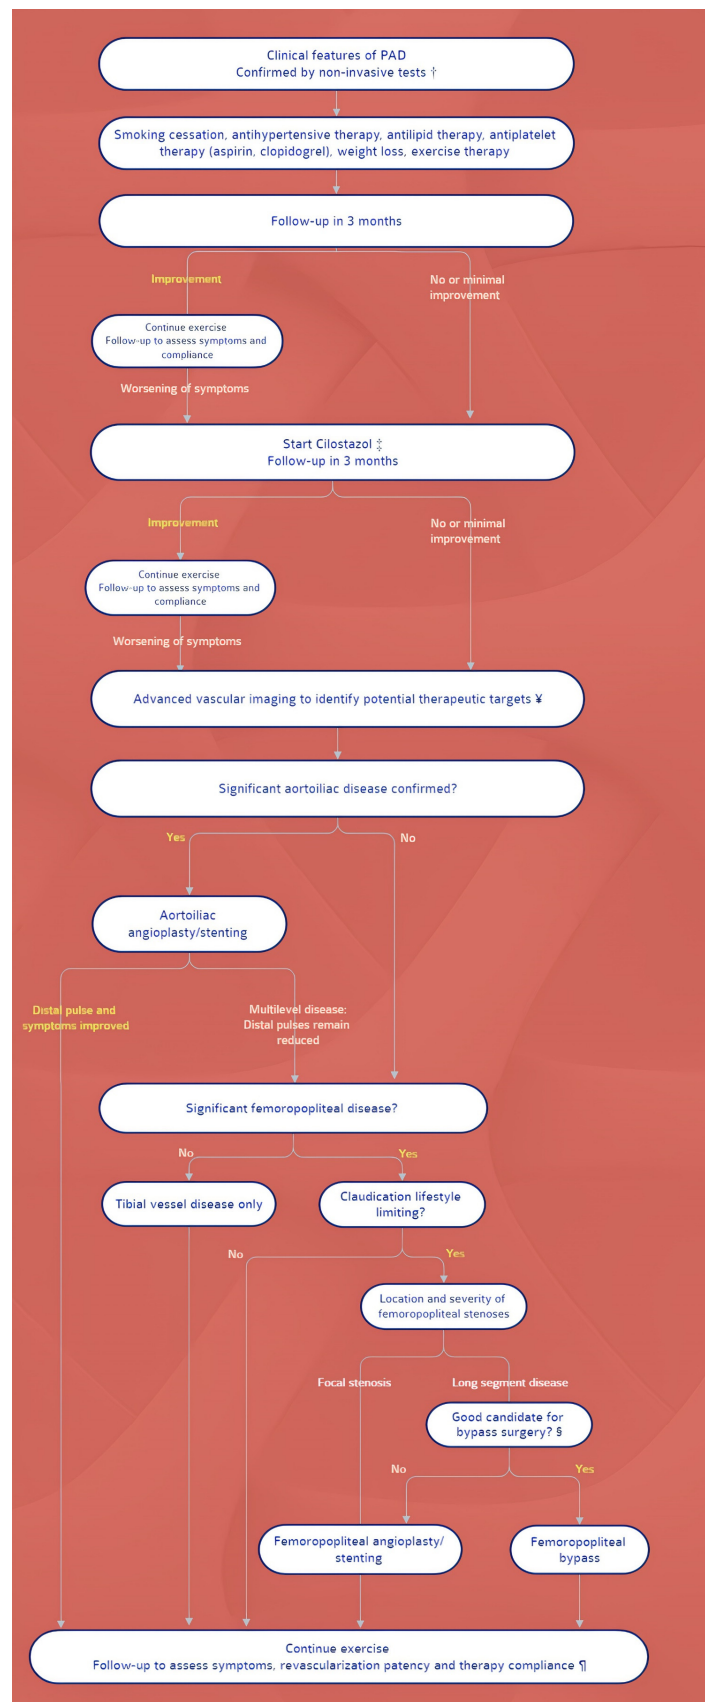 Clinical features of PAD
Confirmed by non-invasive tests †
Smoking cessation, antihypertensive therapy, antilipid therapy, antiplatelet
therapy (aspirin, clopidogrel), weight loss, exercise therapy
Follow-up in 3 months
Improvement
No or minimal
improvement
Continue exercise
Follow-up to assess symptoms and
compliance
Worsening of symptoms
Start Cilostazol ‡
Follow-up in 3 months
Improvement
No or minimal
improvement
Continue exercise
Follow-up to assess symptoms and
compliance
Worsening of symptoms
Advanced vascular imaging to identify potential therapeutic targets ¥
Significant aortoiliac disease confirmed?
Yes
No
Aortoiliac
angioplasty/stenting
Distal pulse and
symptoms improved
Multilevel disease:
Distal pulses remain
reduced
Significant femoropopliteal disease?
No
Yes
Tibial vessel disease only
Claudication lifestyle
limiting?
No
Yes
Location and severity of
femoropopliteal stenoses
Focal stenosis
Long segment disease
Good candidate for
bypass surgery? §
No
Yes
Femoropopliteal angioplasty/
stenting
Femoropopliteal
bypass
Continue exercise
Follow-up to assess symptoms, revascularization patency and therapy compliance ¶